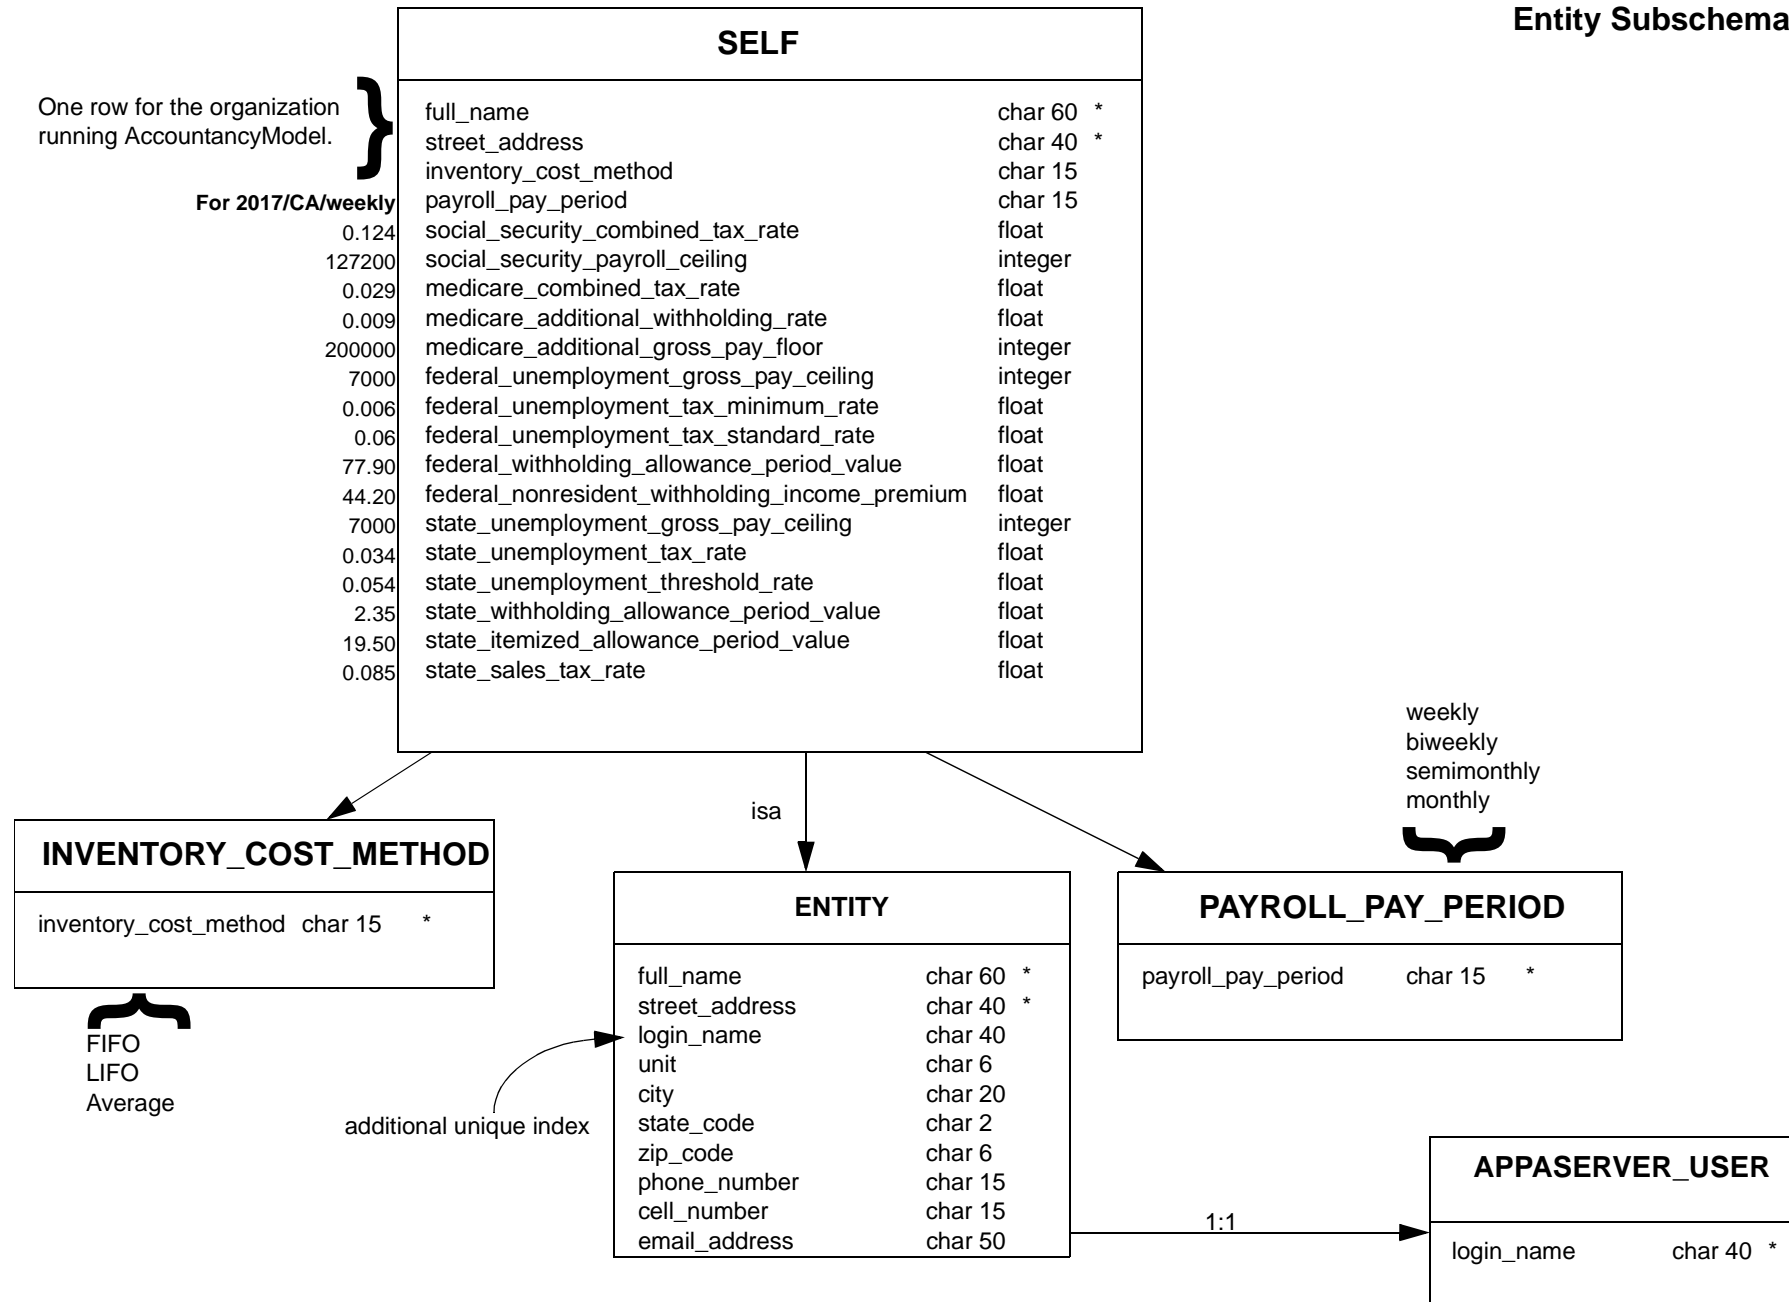 Entity Subschema
SELF
One row for the organization
running AccountancyModel.
full_name char 60 *
street_address char 40 *
inventory_cost_method char 15
For 2017/CA/weekly payroll_pay_period char 15
0.124 social_security_combined_tax_rate float
127200 social_security_payroll_ceiling integer
0.029 medicare_combined_tax_rate float
0.009 medicare_additional_withholding_rate float
200000 medicare_additional_gross_pay_floor integer
7000 federal_unemployment_gross_pay_ceiling integer
0.006 federal_unemployment_tax_minimum_rate float
0.06 federal_unemployment_tax_standard_rate float
77.90 federal_withholding_allowance_period_value float
44.20 federal_nonresident_withholding_income_premium float
7000 state_unemployment_gross_pay_ceiling integer
0.034 state_unemployment_tax_rate float
0.054 state_unemployment_threshold_rate float
2.35 state_withholding_allowance_period_value float
19.50 state_itemized_allowance_period_value float
0.085 state_sales_tax_rate float
weekly
biweekly
semimonthly
monthly
isa
INVENTORY_COST_METHOD
inventory_cost_method char 15 *
FIFO
LIFO
Average
ENTITY
full_name char 60 *
street_address char 40 *
login_name char 40
unit char 6
city char 20
state_code char 2
zip_code char 6
phone_number char 15
cell_number char 15
email_address char 50
additional unique index
PAYROLL_PAY_PERIOD
payroll_pay_period char 15 *
1:1
APPASERVER_USER
login_name char 40 *